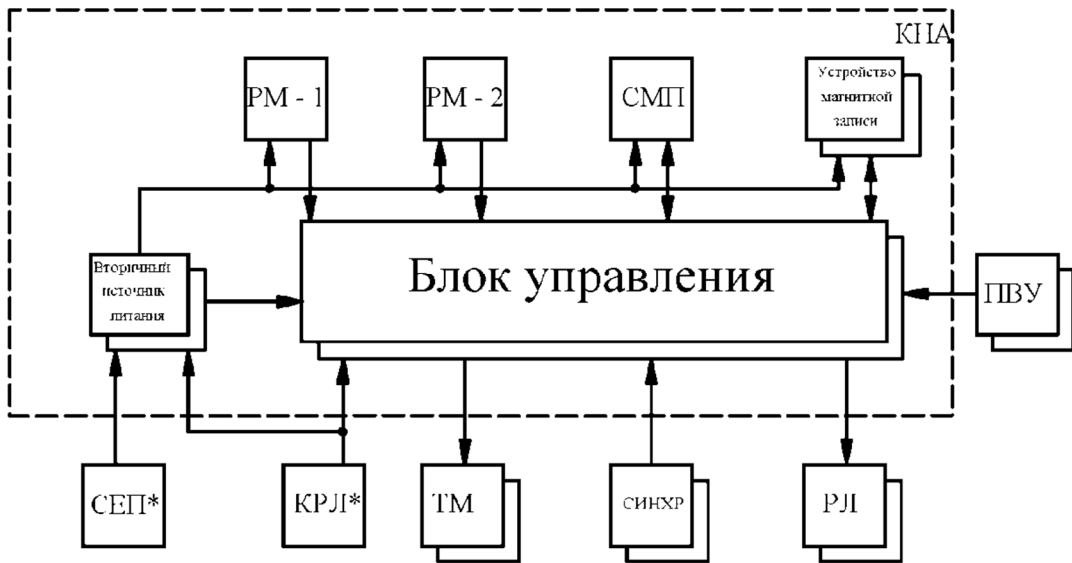 КНА
РМ - 1
РМ - 2
СМП
Устройство
магнитной
записи
Блок управления
Вторичный
источник
питания
ПВУ
СЕП*
КРЛ*
ТМ
СИНХР
РЛ